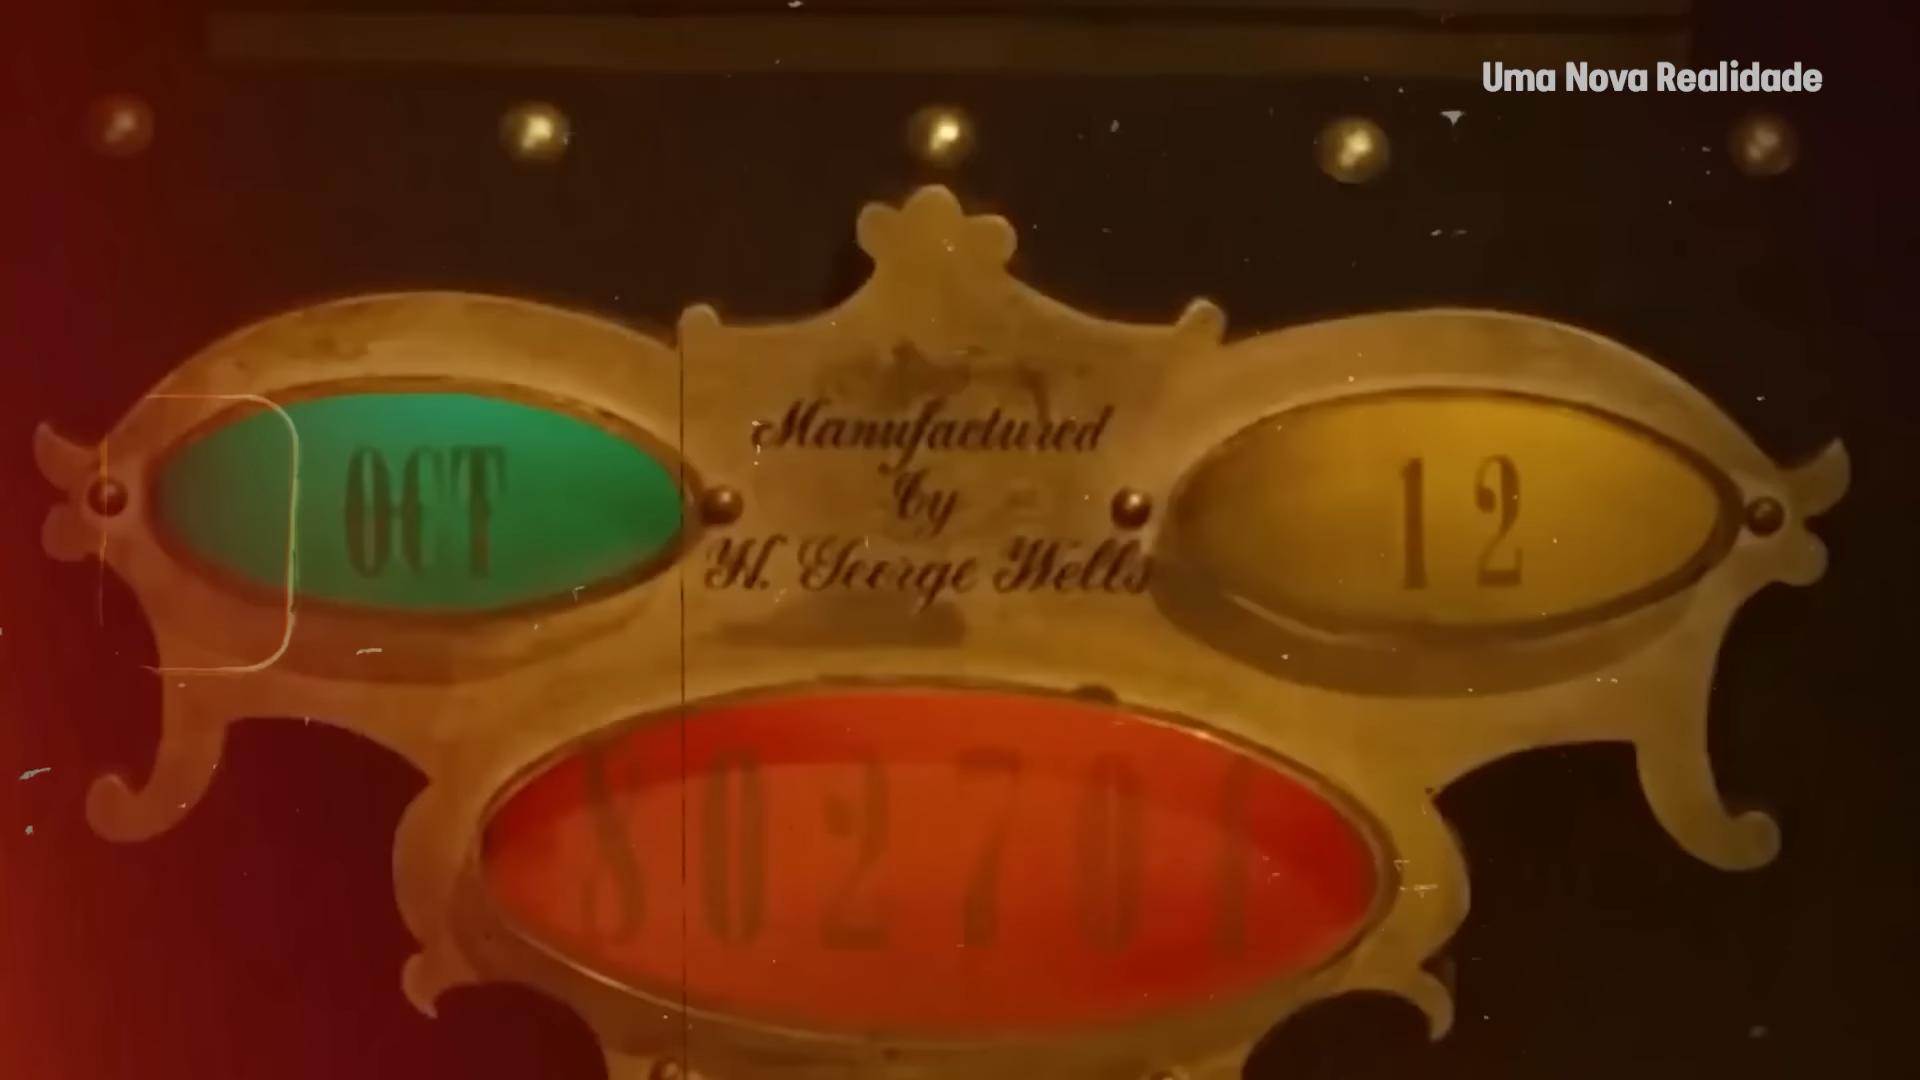 Uma Nova Realidade
OCT
Manufactured
by
H. George Wells
12
802701